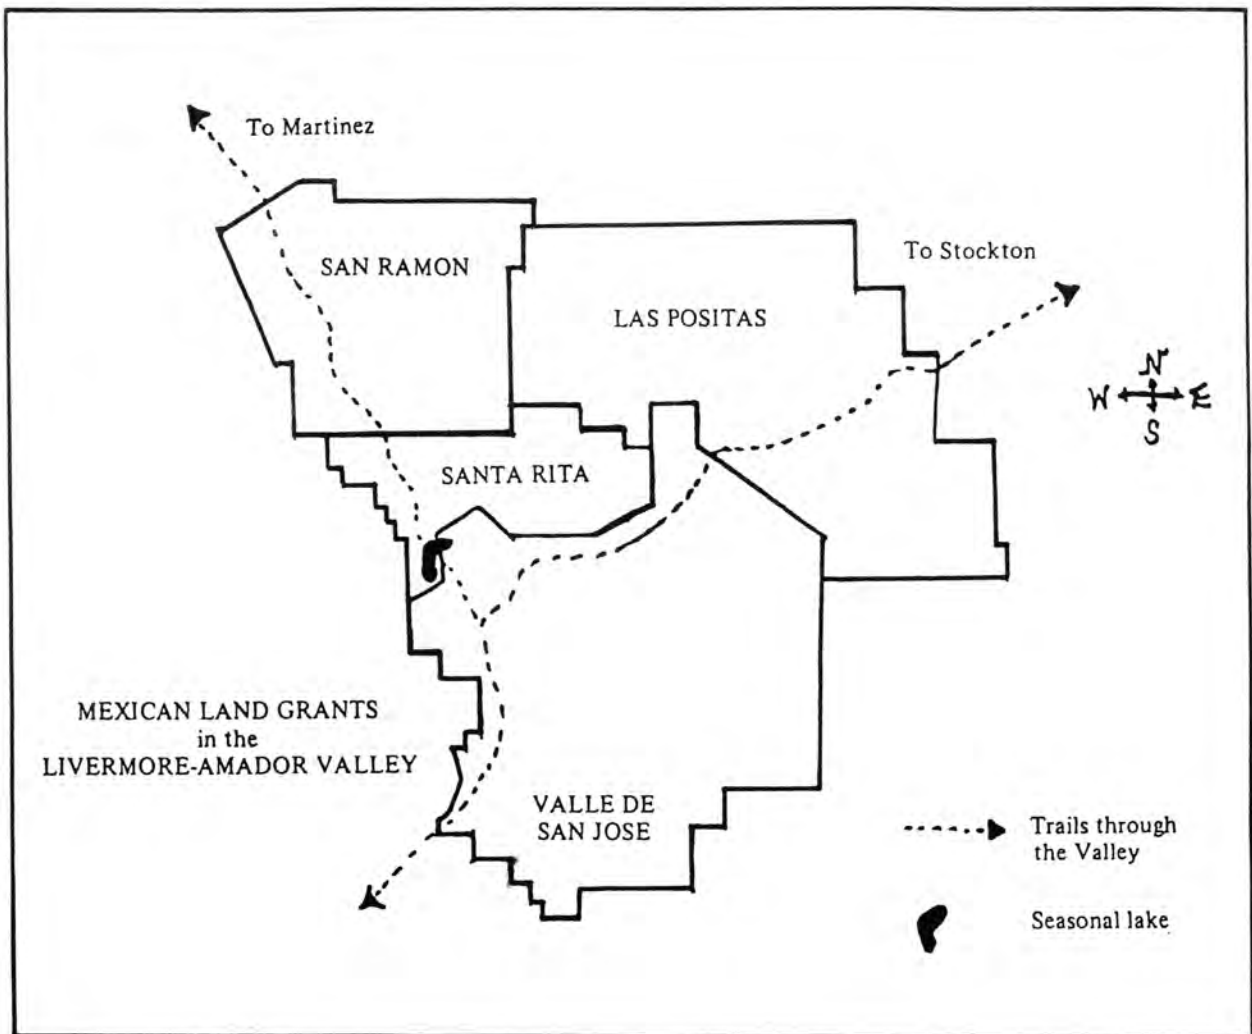 To Martinez
SAN RAMON
To Stockton
LAS POSITAS
N
W E
S
SANTA RITA
MEXICAN LAND GRANTS
in the
LIVERMORE-AMADOR VALLEY
VALLE DE
SAN JOSE
Trails through
the Valley
Seasonal lake